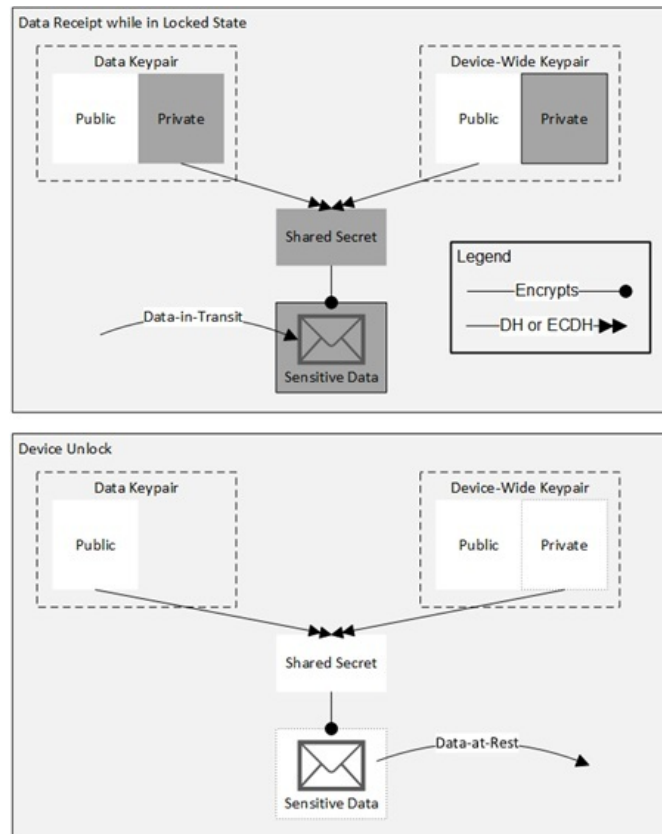 Data Receipt while in Locked State
Data Keypair
Device-Wide Keypair
Public
Private
Public
Private
Shared Secret
Legend
Encrypts
DH or ECDH
Data-in-Transit
Sensitive Data
Device Unlock
Data Keypair
Device-Wide Keypair
Public
Public
Private
Shared Secret
Data-at-Rest
Sensitive Data